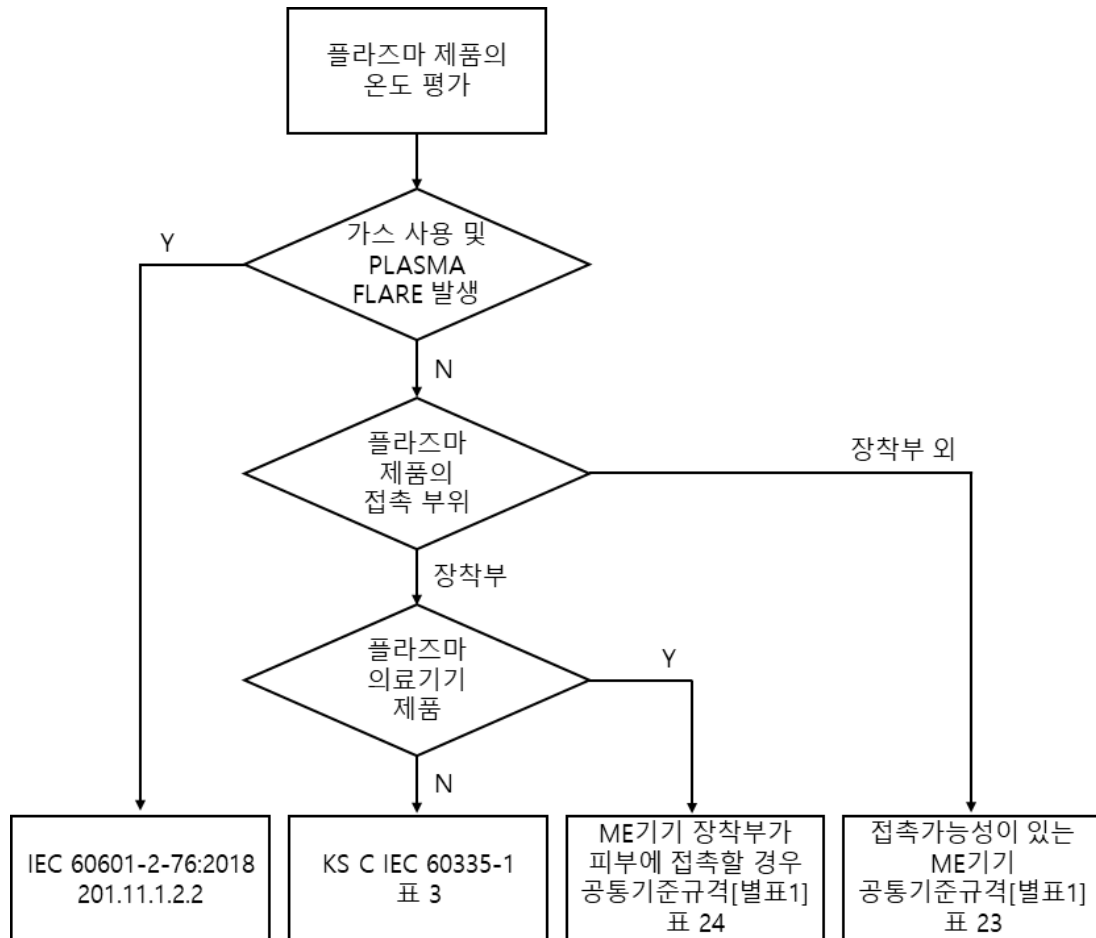 플라즈마 제품의
온도 평가
가스 사용 및
PLASMA
FLARE 발생
Y
N
플라즈마
제품의
접촉 부위
장착부 외
장착부
플라즈마
의료기기
제품
Y
N
IEC 60601-2-76:2018
201.11.1.2.2
KS C IEC 60335-1
표 3
ME기기 장착부가
피부에 접촉할 경우
공통기준규격[별표1]
표 24
접촉가능성이 있는
ME기기
공통기준규격[별표1]
표 23